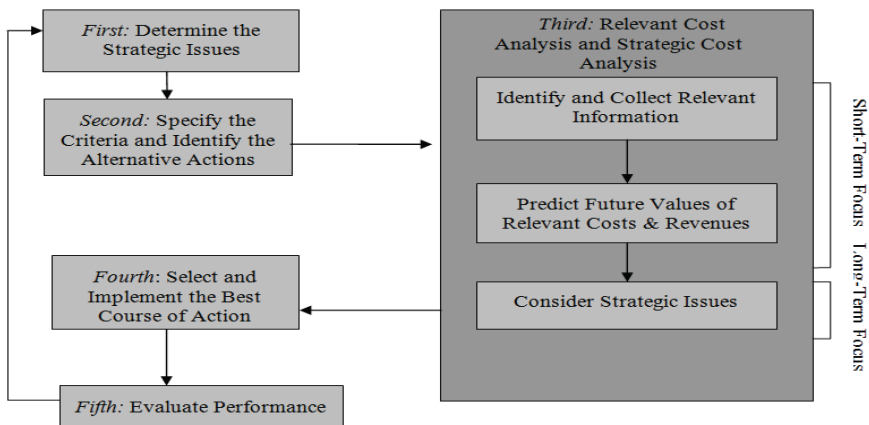 First: Determine the
Strategic Issues
Second: Specify the
Criteria and Identify the
Alternative Actions
Third: Relevant Cost
Analysis and Strategic Cost
Analysis
Identify and Collect Relevant
Information
Predict Future Values of
Relevant Costs & Revenues
Consider Strategic Issues
Short-Term Focus
Long-Term Focus
Fourth: Select and
Implement the Best
Course of Action
Fifth: Evaluate Performance